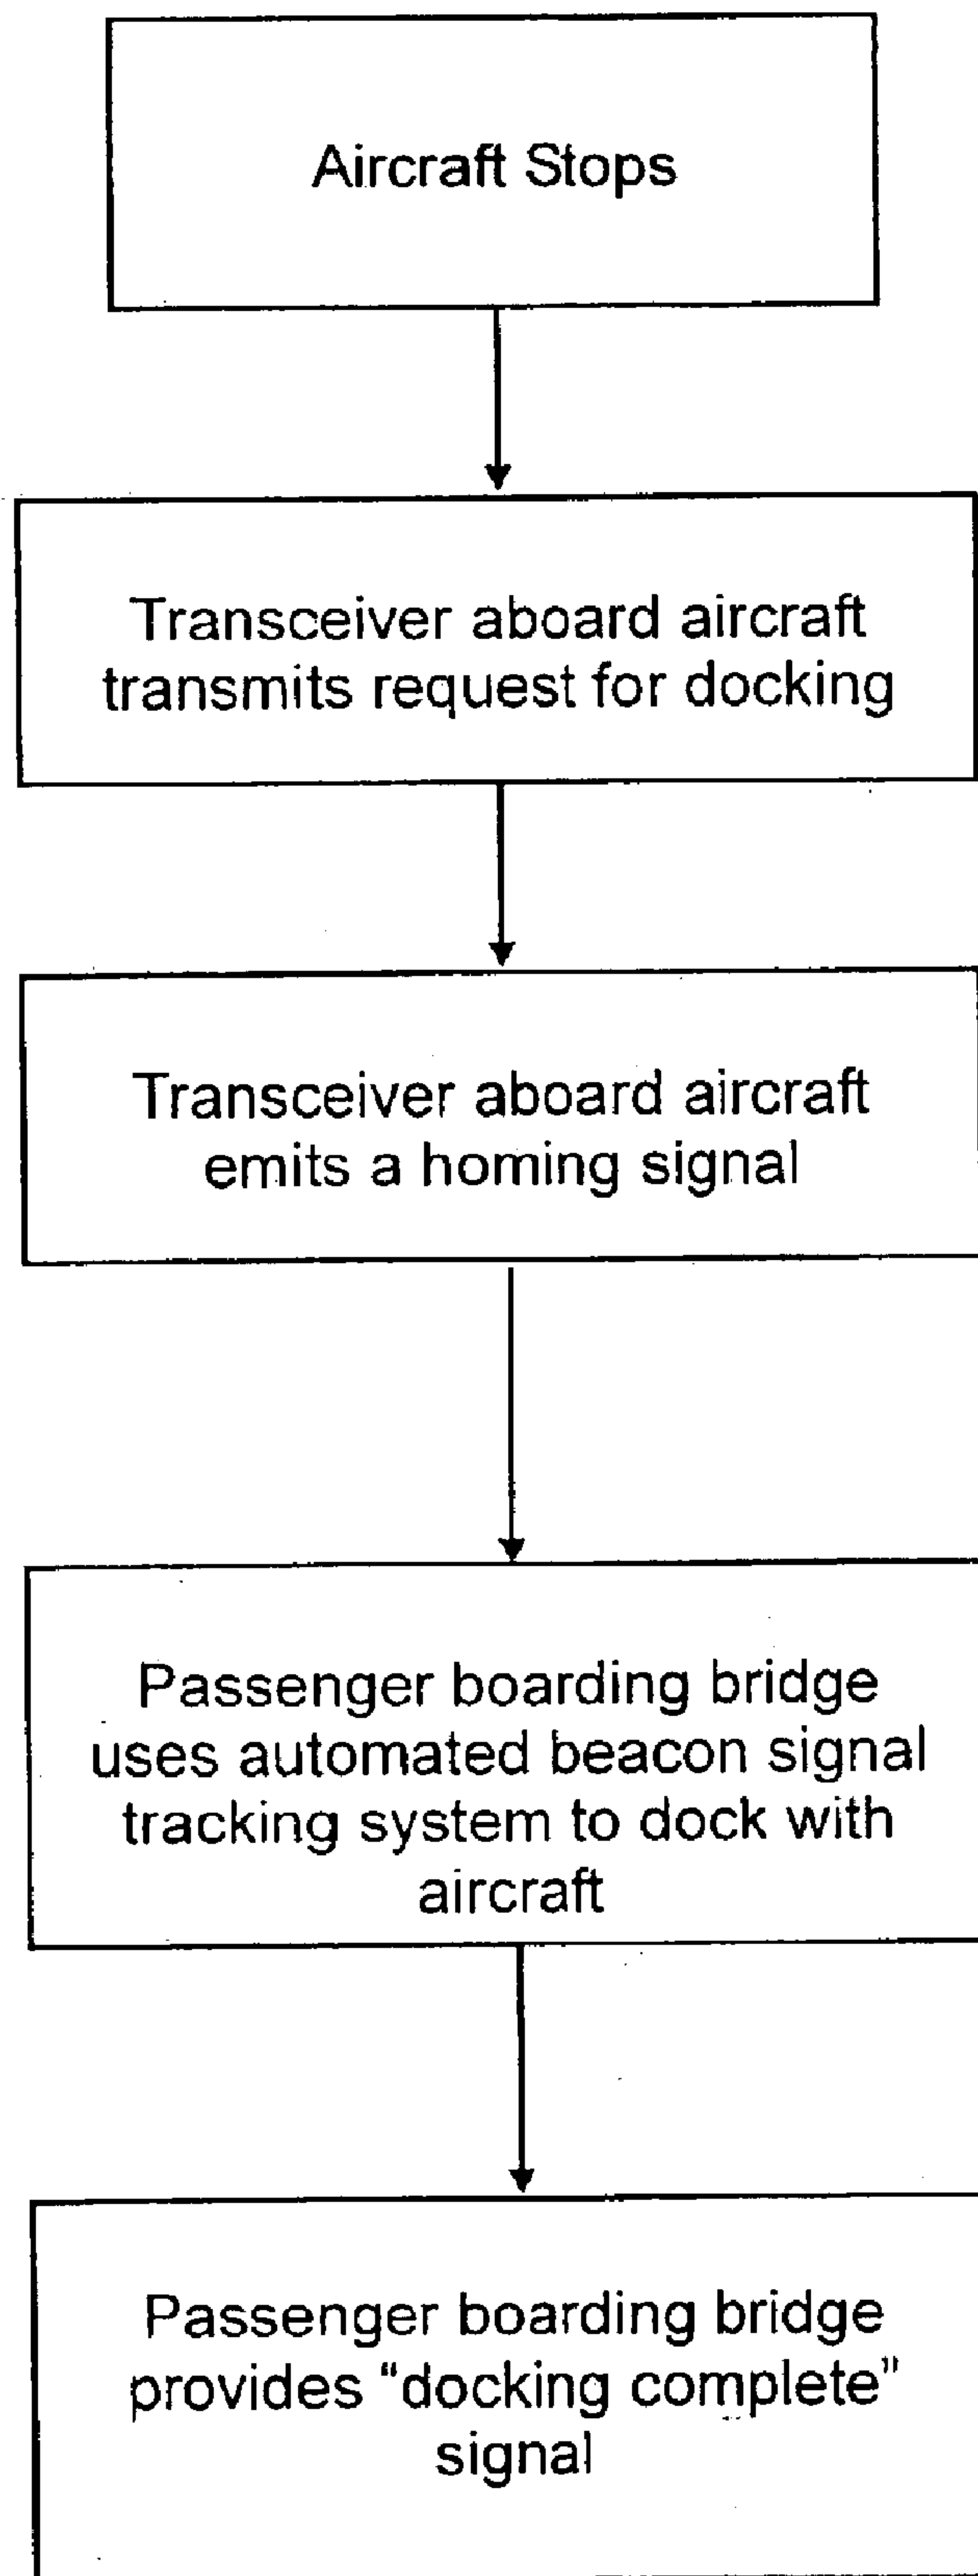 Aircraft Stops
Transceiver aboard aircraft
transmits request for docking
Transceiver aboard aircraft
emits a homing signal
Passenger boarding bridge
uses automated beacon signal
tracking system to dock with
aircraft
Passenger boarding bridge
provides “docking complete”
signal